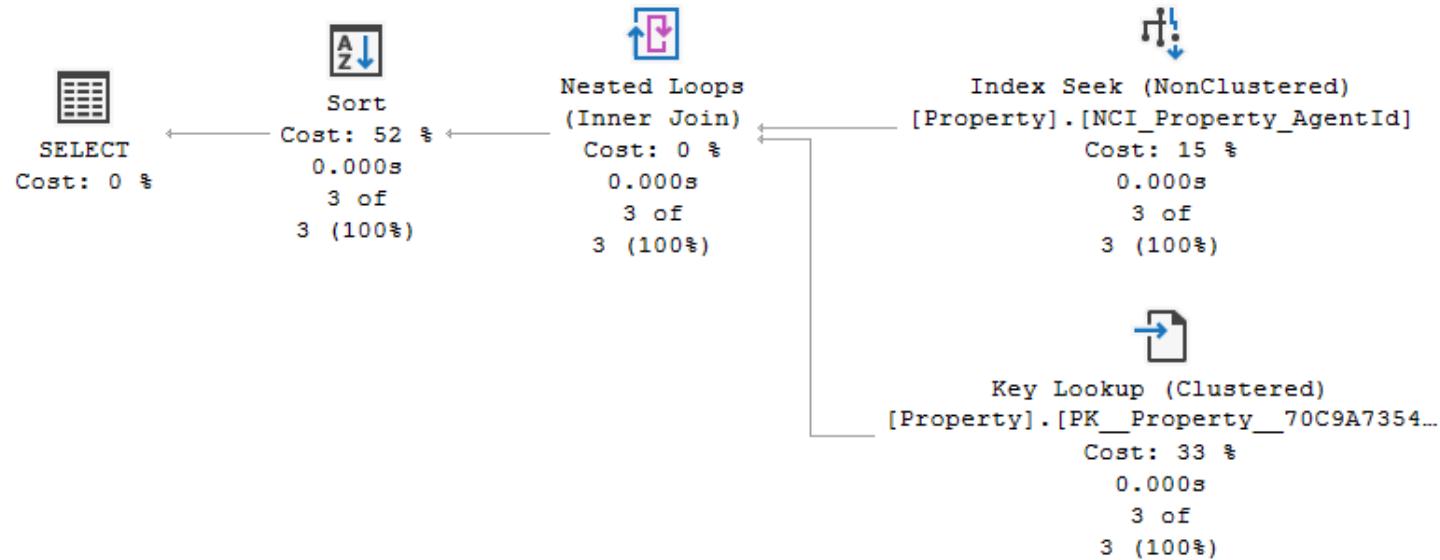 SELECT
Cost: 0 %
A
Z
Sort
Cost: 52 %
0.000s
3 of
3 (100%)
Nested Loops
(Inner Join)
Cost: 0 %
0.000s
3 of
3 (100%)
Index Seek (NonClustered)
[Property].[NCI_Property_AgentId]
Cost: 15 %
0.000s
3 of
3 (100%)
Key Lookup (Clustered)
[Property].[PK__Property__70C9A7354…
Cost: 33 %
0.000s
3 of
3 (100%)